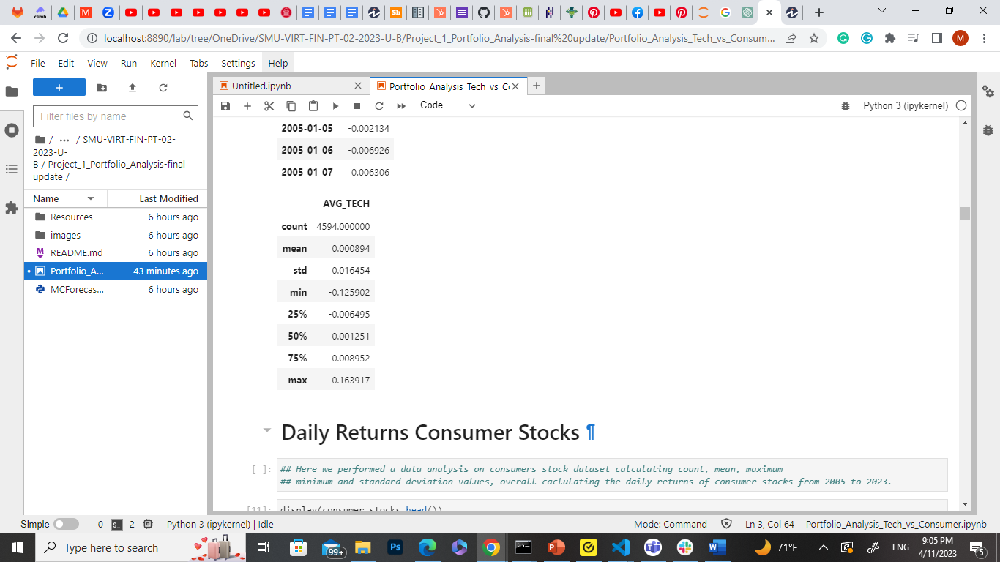 localhost:8890/lab/tree/OneDrive/SMU-VIRT-FIN-PT-02-2023-U-B/Project_1_Portfolio_Analysis-final%20update/Portfolio_Analysis_Tech_vs_Consum...
M
File Edit View Run Kernel Tabs Settings Help
Untitled.ipynb
Portfolio_Analysis_Tech_vs_C
Code
Python 3 (ipykernel)
Filter files by name
/ ... / SMU-VIRT-FIN-PT-02-
2023-U-
B / Project_1_Portfolio_Analysis-final
update /
Name Last Modified
Resources 6 hours ago
images 6 hours ago
README.md 6 hours ago
Portfolio_A... 43 minutes ago
MCForecas... 6 hours ago
2005-01-05 -0.002134
2005-01-06 -0.006926
2005-01-07 0.006306
AVG_TECH
count 4594.000000
mean 0.000894
std 0.016454
min -0.125902
25% -0.006495
50% 0.001251
75% 0.008952
max 0.163917
Daily Returns Consumer Stocks ¶
[ ]:
## Here we performed a data analysis on consumers stock dataset calculating count, mean, maximum
## minimum and standard deviation values, overall caclulating the daily returns of consumer stocks from 2005 to 2023.
[11]: display(consumer_stocks.head())
Simple 0 2 Python 3 (ipykernel) | Idle
Mode: Command Ln 3, Col 64 Portfolio_Analysis_Tech_vs_Consumer.ipynb
Type here to search
99+
71°F
ENG
9:05 PM
4/11/2023
5